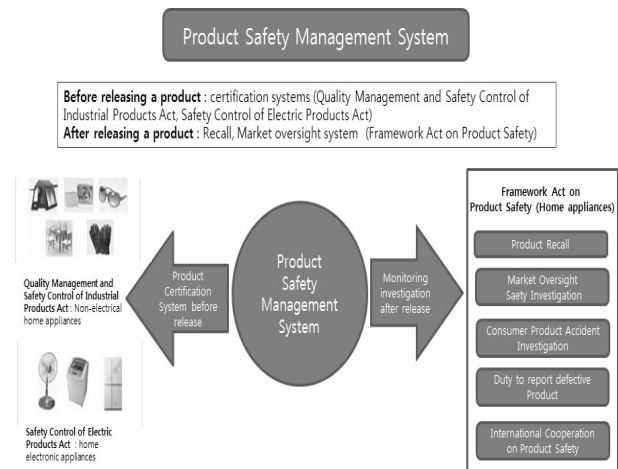 Product Safety Management System
Before releasing a product : certification systems (Quality Management and Safety Control of
Industrial Products Act, Safety Control of Electric Products Act)
After releasing a product : Recall, Market oversight system (Framework Act on Product Safety)
Quality Management and
Safety Control of Industrial
Products Act : Non-electrical
home appliances
Safety Control of Electric
Products Act : home
electronic appliances
Product
Certification
System before
release
Product
Safety
Management
System
Monitoring
investigation
after release
Framework Act on
Product Safety (Home appliances)
Product Recall
Market Oversight
Saety Investigation
Consumer Product Accident
Investigation
Duty to report defective
Product
International Cooperation
on Product Safety